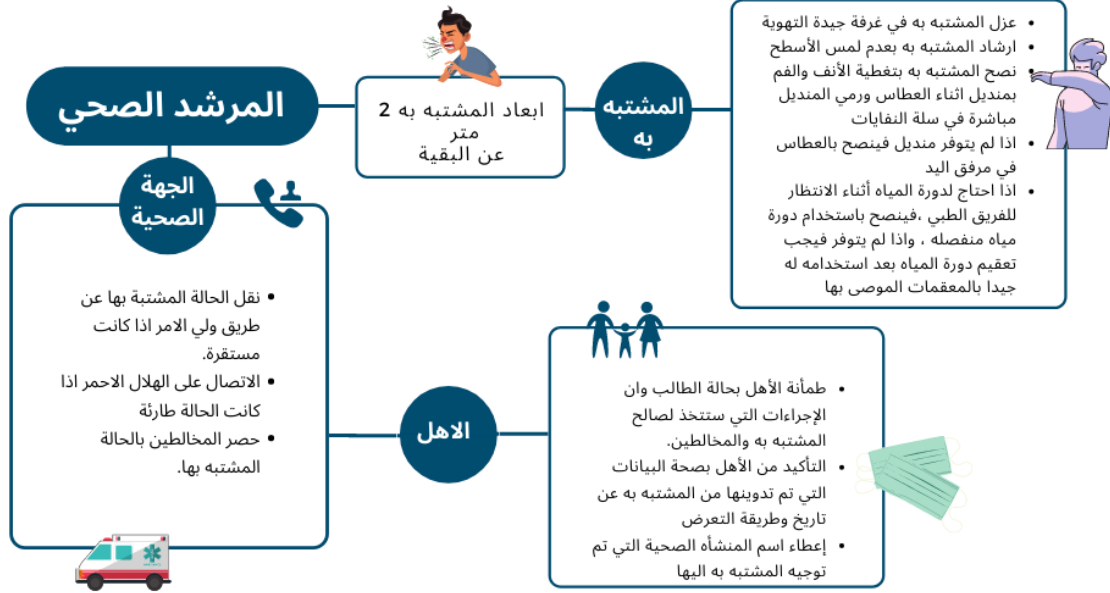 المرشد الصحي
ابعاد المشتبه به 2
متر
عن البقية
المشتبه
به
عزل المشتبه به في غرفة جيدة التهوية
ارشاد المشتبه به بعدم لمس الأسطح
نصح المشتبه به بتغطية الأنف والفم
بمنديل اثناء العطاس ورمي المنديل
مباشرة في سلة النفايات
اذا لم يتوفر منديل فينصح بالعطاس
في مرفق اليد
اذا احتاج لدورة المياه أثناء الانتظار
للفريق الطبي ،فينصح باستخدام دورة
مياه منفصله ، واذا لم يتوفر فيجب
تعقيم دورة المياه بعد استخدامه له
جيدا بالمعقمات الموصى بها
الجهة
الصحية
نقل الحالة المشتبة بها عن
طريق ولي الامر اذا كانت
مستقرة.
الاتصال على الهلال الاحمر اذا
كانت الحالة طارئة
حصر المخالطين بالحالة
المشتبه بها.
الاهل
طمأنة الأهل بحالة الطالب وان
الإجراءات التي ستتخذ لصالح
المشتبه به والمخالطين.
التأكيد من الأهل بصحة البيانات
التي تم تدوينها من المشتبه به عن
تاريخ وطريقة التعرض
إعطاء اسم المنشأه الصحية التي تم
توجيه المشتبه به اليها